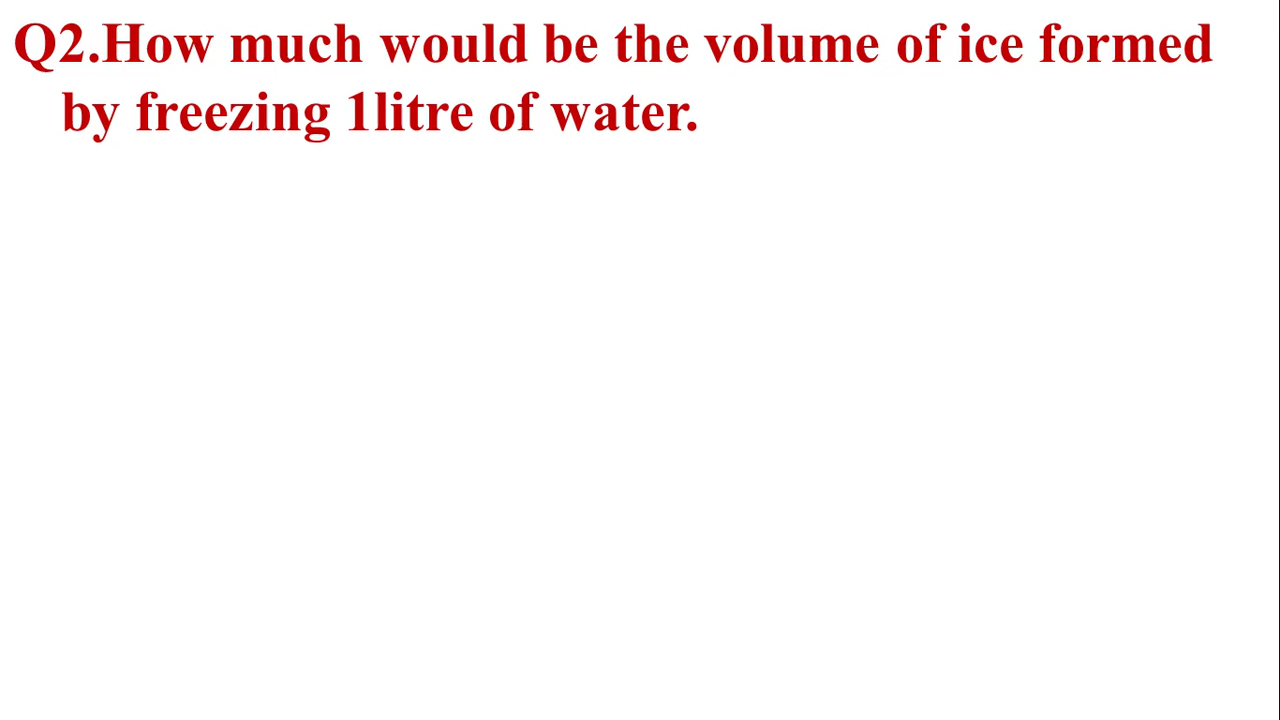 Q2.How much would be the volume of ice formed
by freezing 1litre of water.